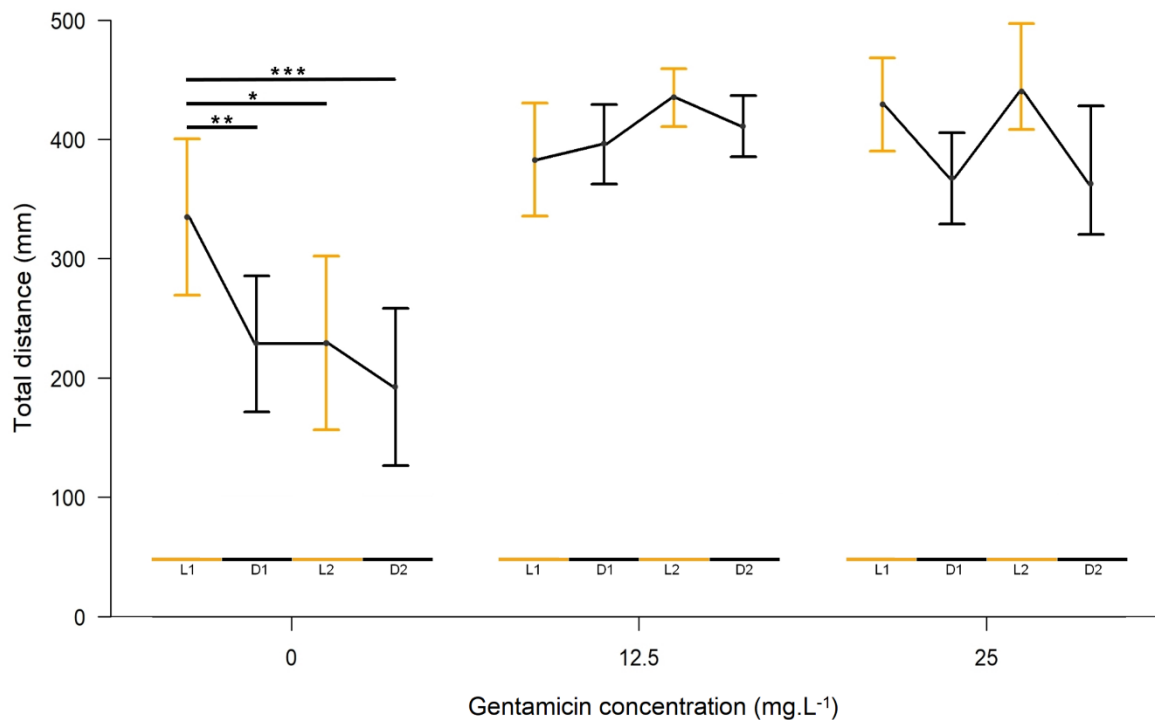 500
400
300
200
100
0
Total distance (mm)
***
*
**
L1 D1 L2 D2
L1 D1 L2 D2
L1 D1 L2 D2
0 12.5 25
Gentamicin concentration (mg.L⁻¹)